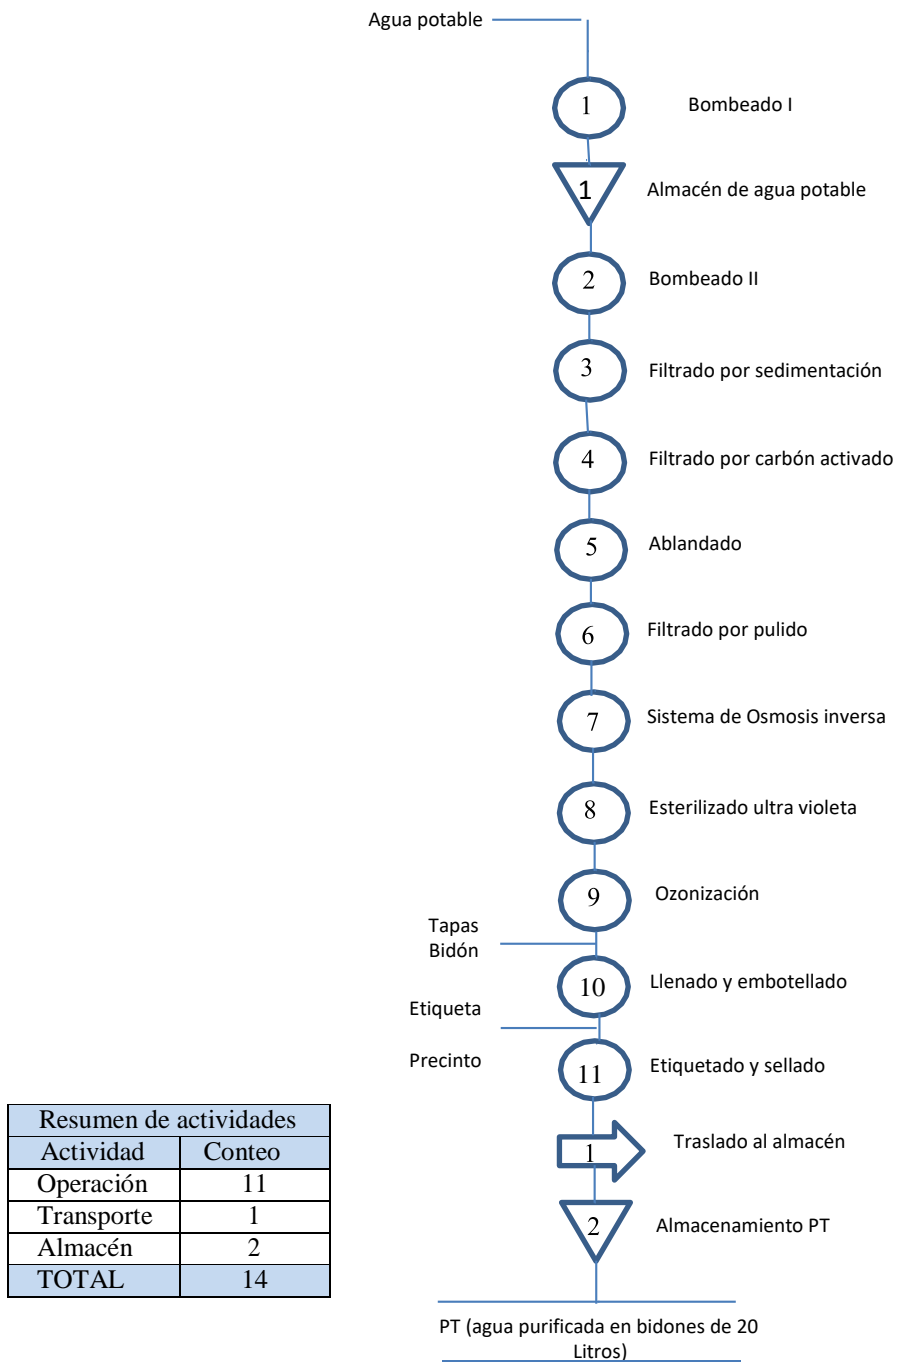 Agua potable
1
Bombeado I
1
Almacén de agua potable
2
Bombeado II
3
Filtrado por sedimentación
4
Filtrado por carbón activado
5
Ablandado
6
Filtrado por pulido
7
Sistema de Osmosis inversa
8
Esterilizado ultra violeta
9
Ozonización
Tapas
Bidón
10
Llenado y embotellado
Etiqueta
Precinto
11
Etiquetado y sellado
1
Traslado al almacén
2
Almacenamiento PT
PT (agua purificada en bidones de 20
Litros)
Resumen de actividades
Actividad Conteo
Operación 11
Transporte 1
Almacén 2
TOTAL 14